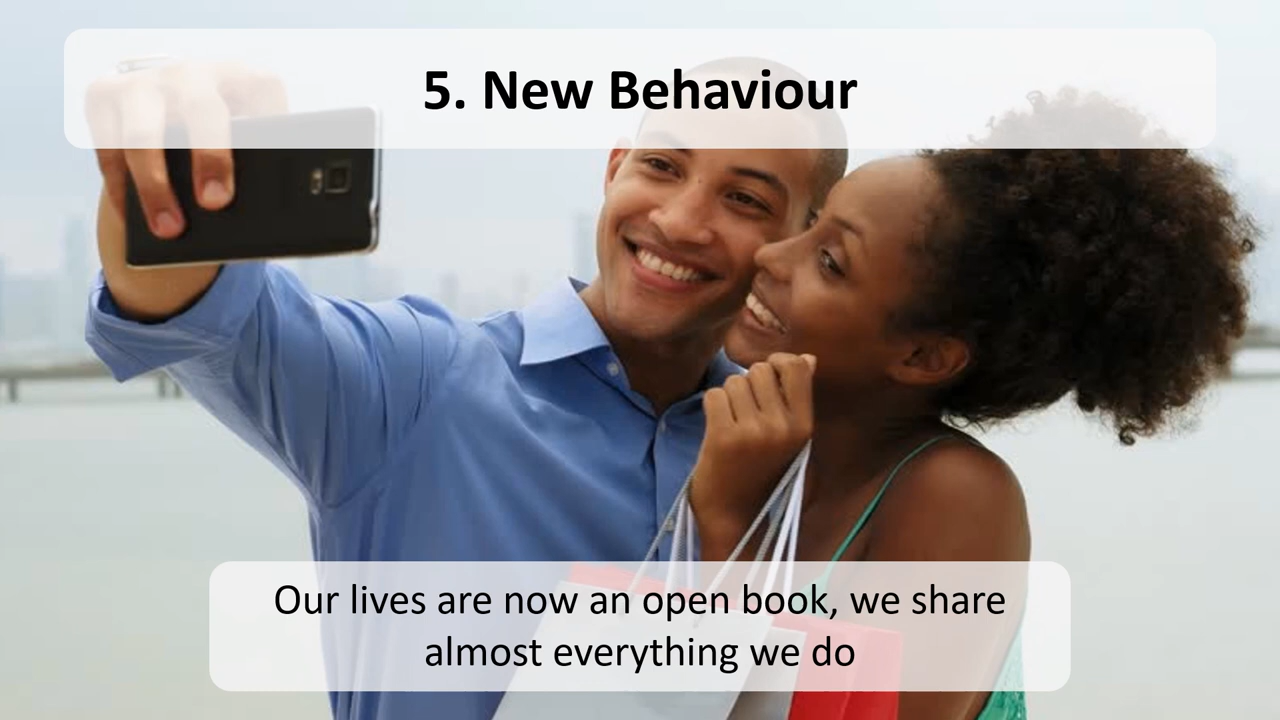 5. New Behaviour
Our lives are now an open book, we share
almost everything we do